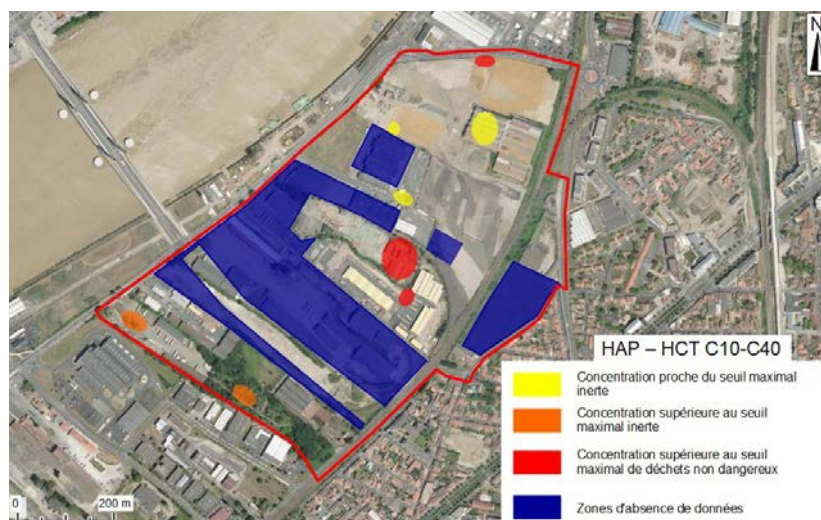 N
HAP – HCT C10-C40
Concentration proche du seuil maximal
inerte
Concentration supérieure au seuil
maximal inerte
Concentration supérieure au seuil
maximal de déchets non dangereux
Zones d'absence de données
0 200 m